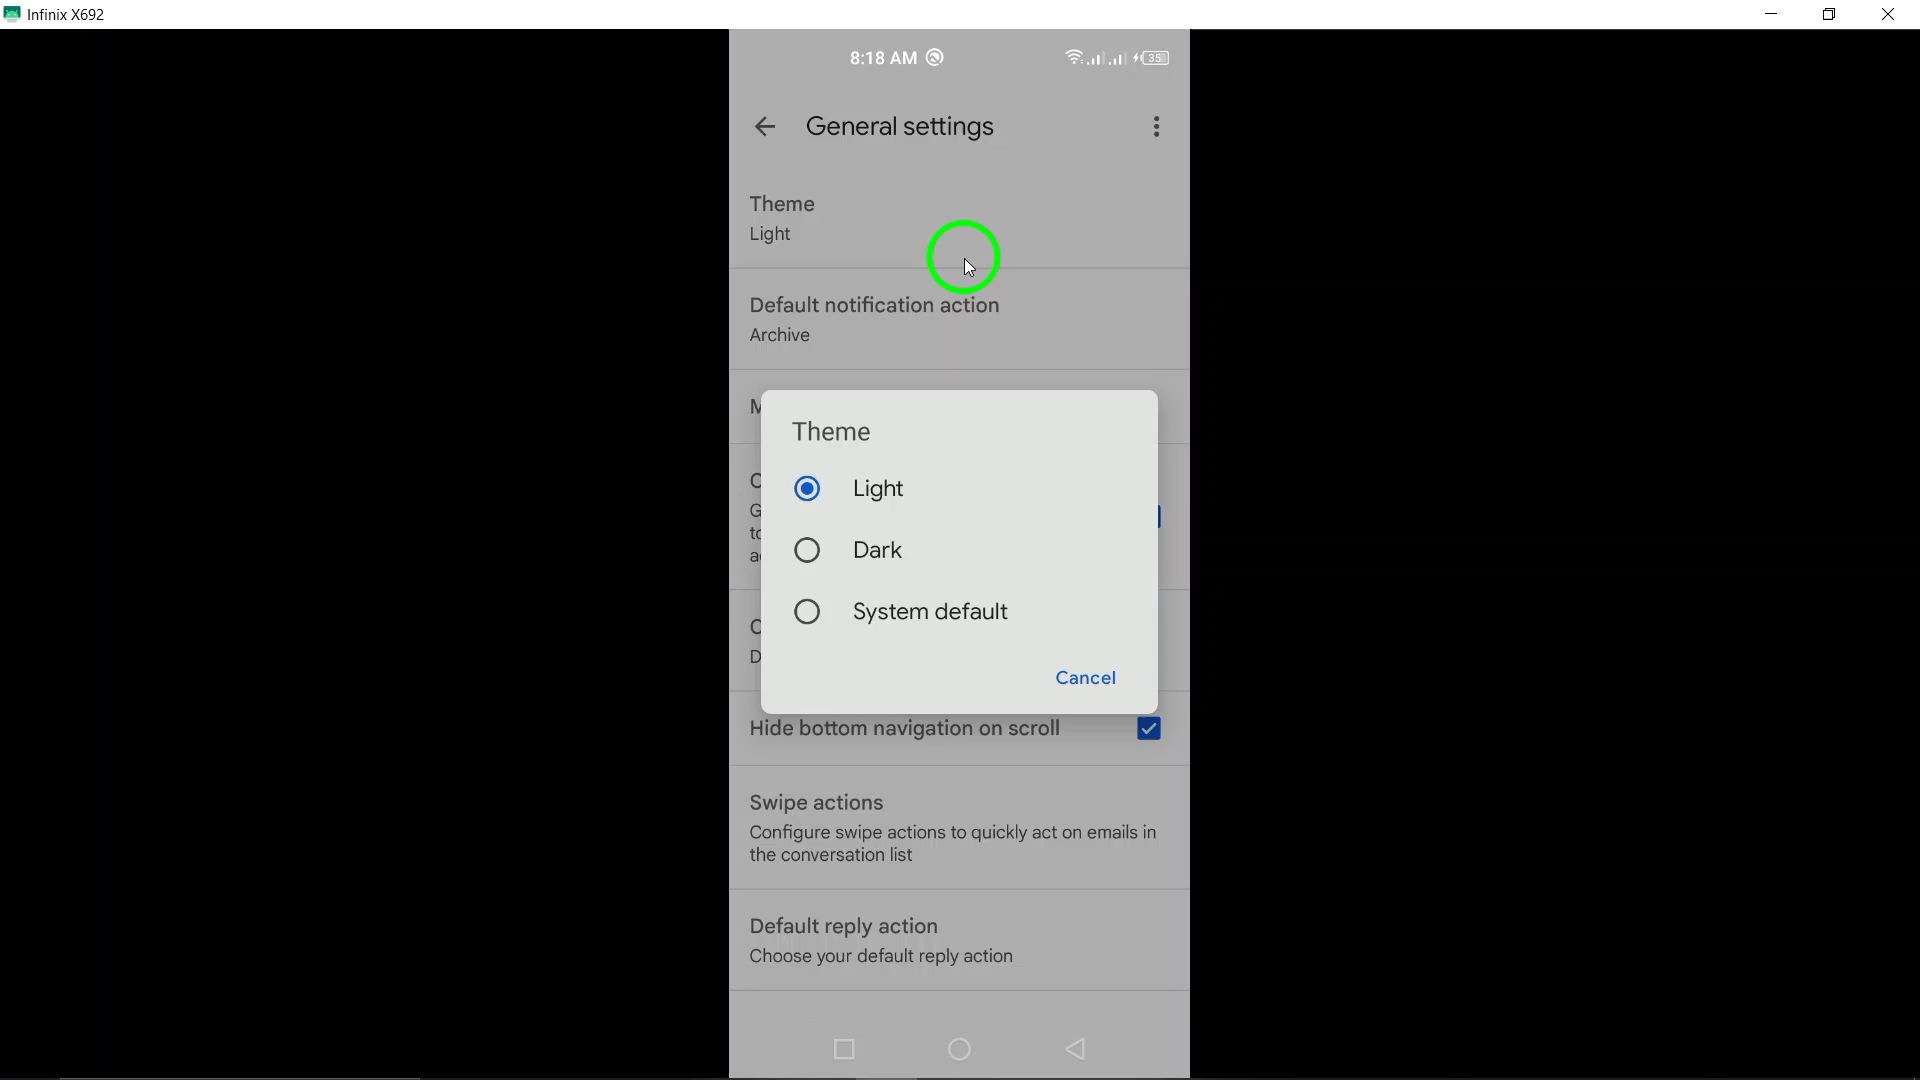 Infinix X692
8:18 AM
35
General settings
Theme
Light
Default notification action
Archive
Theme
Light
Dark
System default
Cancel
Hide bottom navigation on scroll
Swipe actions
Configure swipe actions to quickly act on emails in
the conversation list
Default reply action
Choose your default reply action